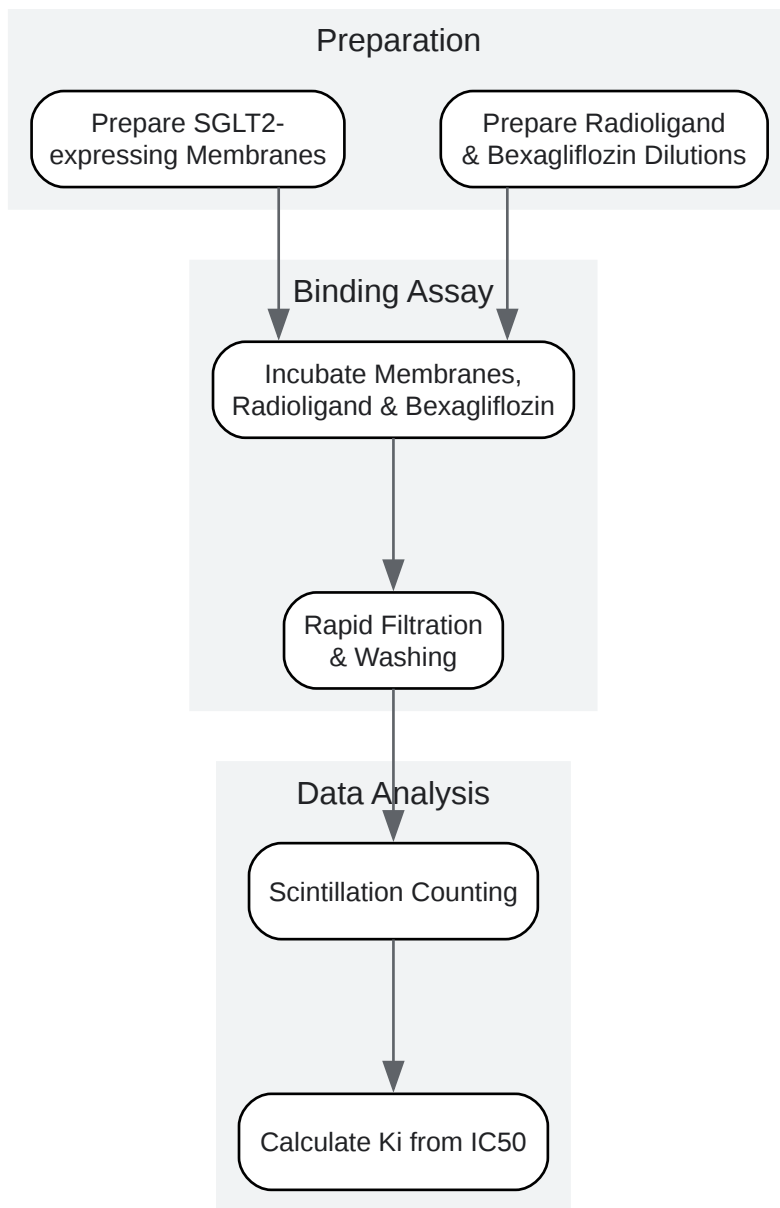 Preparation
Prepare SGLT2-
expressing Membranes
Prepare Radioligand
& Bexagliflozin Dilutions
Binding Assay
Incubate Membranes,
Radioligand & Bexagliflozin
Rapid Filtration
& Washing
Data Analysis
Scintillation Counting
Calculate Ki from IC50